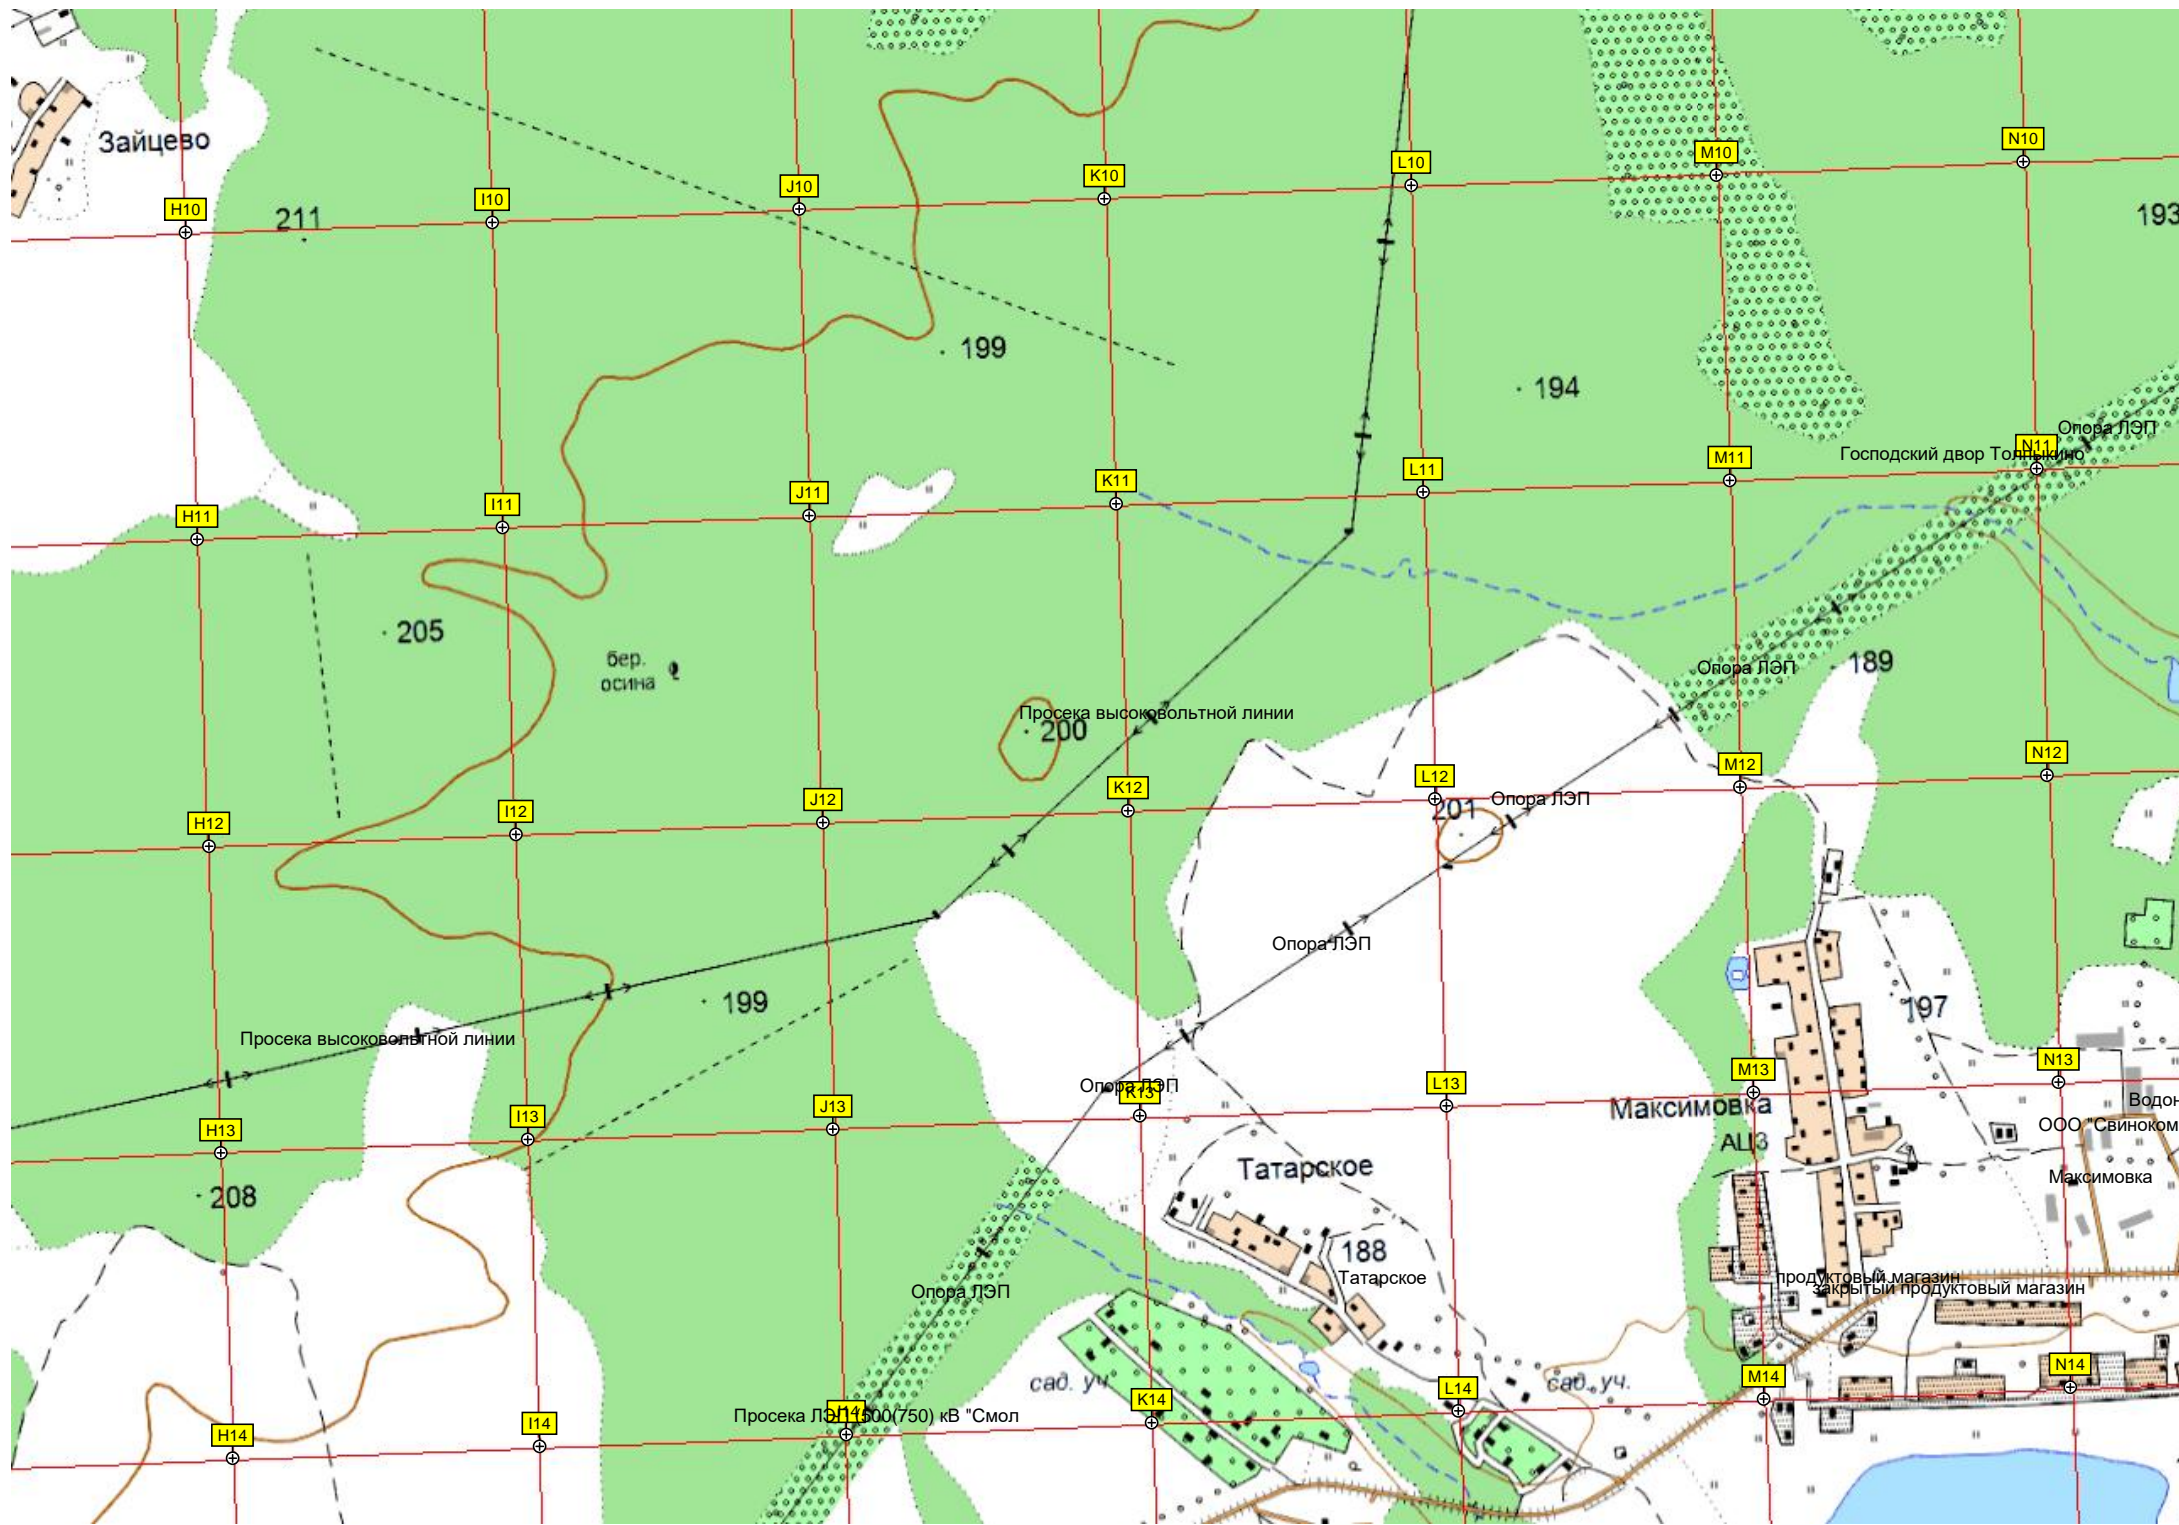 Зайцево
H10
211
I10
J10
K10
L10
M10
N10
193
199
194
Опора ЛЭП
Господский двор Толпыкино
H11
I11
J11
K11
L11
M11
N11
205
бер.
осина
Опора ЛЭП
189
Просека высоковольтной линии
200
H12
I12
J12
K12
L12
M12
N12
201
Опора ЛЭП
Опора ЛЭП
199
197
Просека высоковольтной линии
Опора ЛЭП
H13
I13
J13
K13
L13
M13
N13
Водон
ООО "Свиноком
Максимовка
АЦЗ
Татарское
Максимовка
208
188
Татарское
продуктовый магазин
закрытый продуктовый магазин
Опора ЛЭП
сад. уч.
сад. уч.
Просека ЛЭП (500(750) кВ "Смол
H14
I14
J14
K14
L14
M14
N14